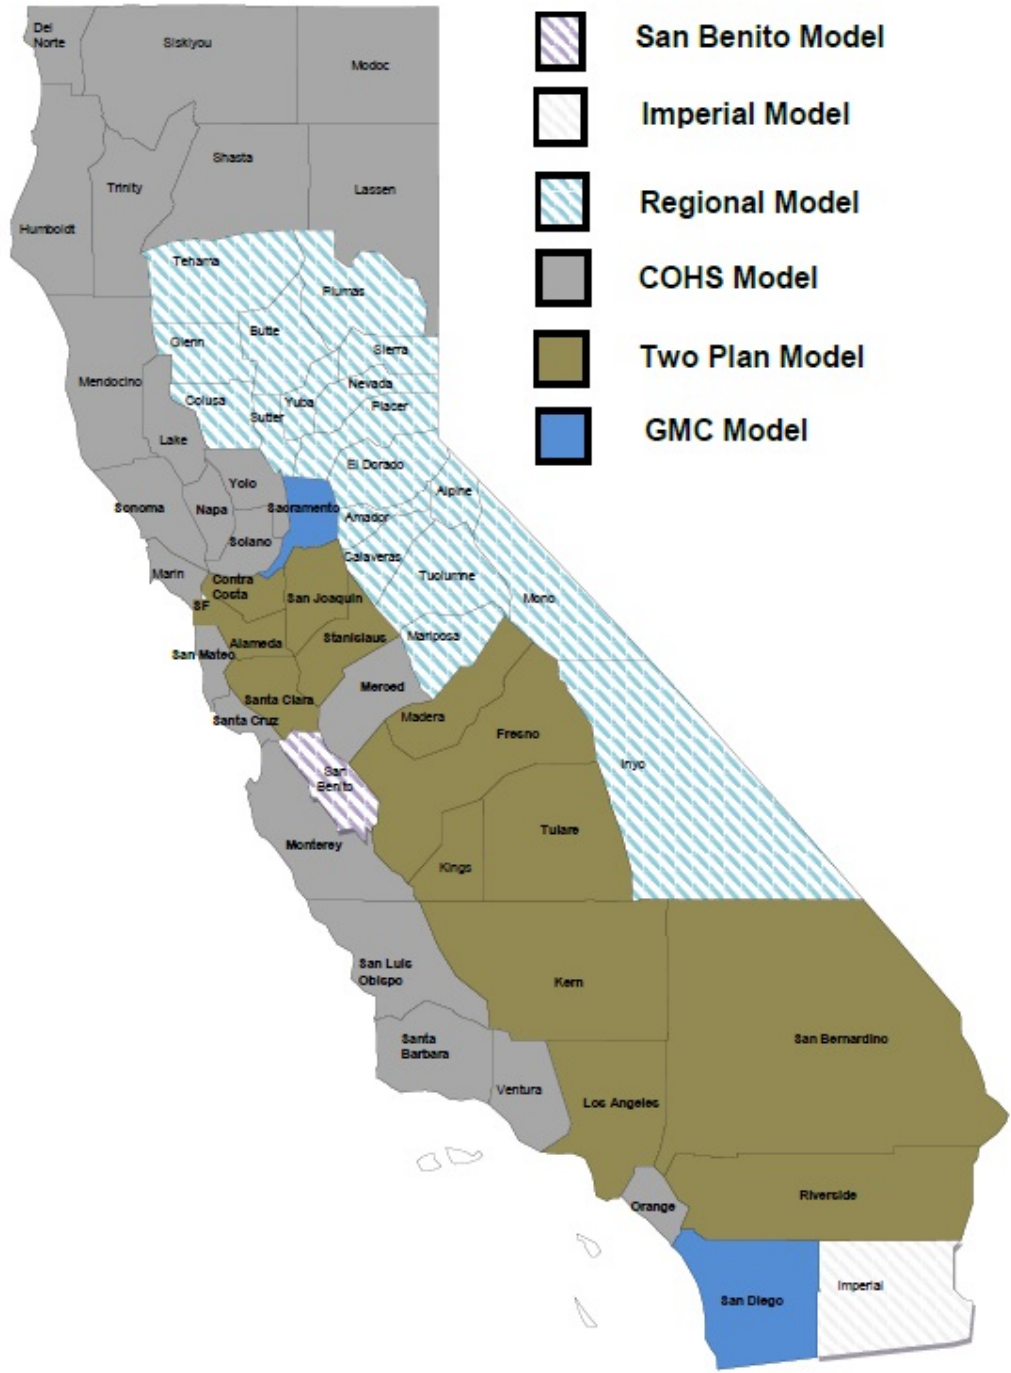 Del
Norte
Siskiyou
Modoc
Shasta
Trinity
Lassen
Humboldt
Tehama
Plumas
Butte
Glenn
Sierra
Mendocino
Nevada
Colusa
Yuba
Placer
Sutter
Lake
El Dorado
Yolo
Alpine
Sonoma
Napa
Sacramento
Amador
Solano
Calaveras
Marin
Contra
Costa
Tuolumne
San Joaquin
Mono
SF
Stanislaus
Mariposa
Alameda
San Mateo
Merced
Santa Clara
Madera
Santa Cruz
Fresno
Inyo
San
Benito
Tulare
Monterey
Kings
San Luis
Obispo
Kern
Santa
Barbara
San Bernardino
Ventura
Los Angeles
Riverside
Orange
Imperial
San Diego
San Benito Model
Imperial Model
Regional Model
COHS Model
Two Plan Model
GMC Model